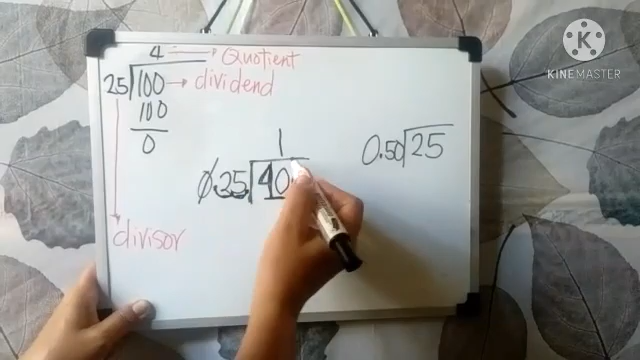 4 → Quotient
25 100 → dividend
100
0
divisor
1
0.25 40
0.50 25
KINEMASTER